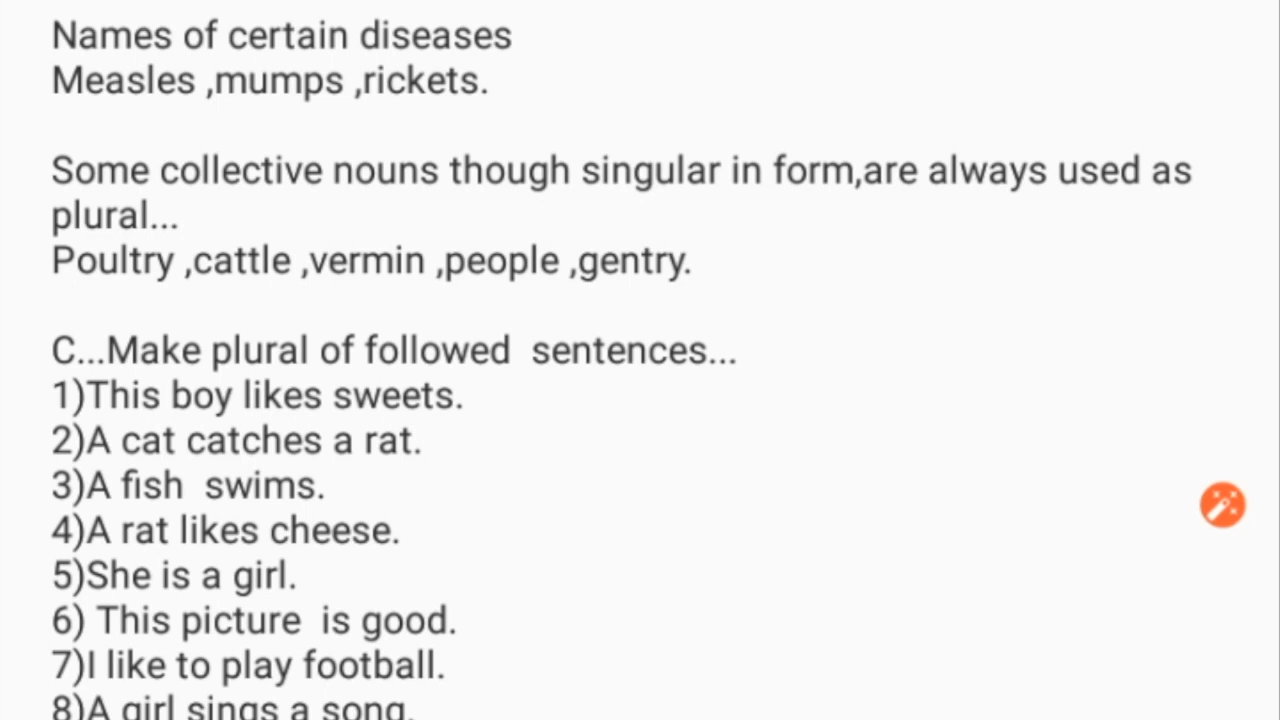 Names of certain diseases
Measles ,mumps ,rickets.
Some collective nouns though singular in form,are always used as
plural...
Poultry ,cattle ,vermin ,people ,gentry.
C...Make plural of followed  sentences...
1)This boy likes sweets.
2)A cat catches a rat.
3)A fish  swims.
4)A rat likes cheese.
5)She is a girl.
6) This picture  is good.
7)I like to play football.
8)A girl sings a song.